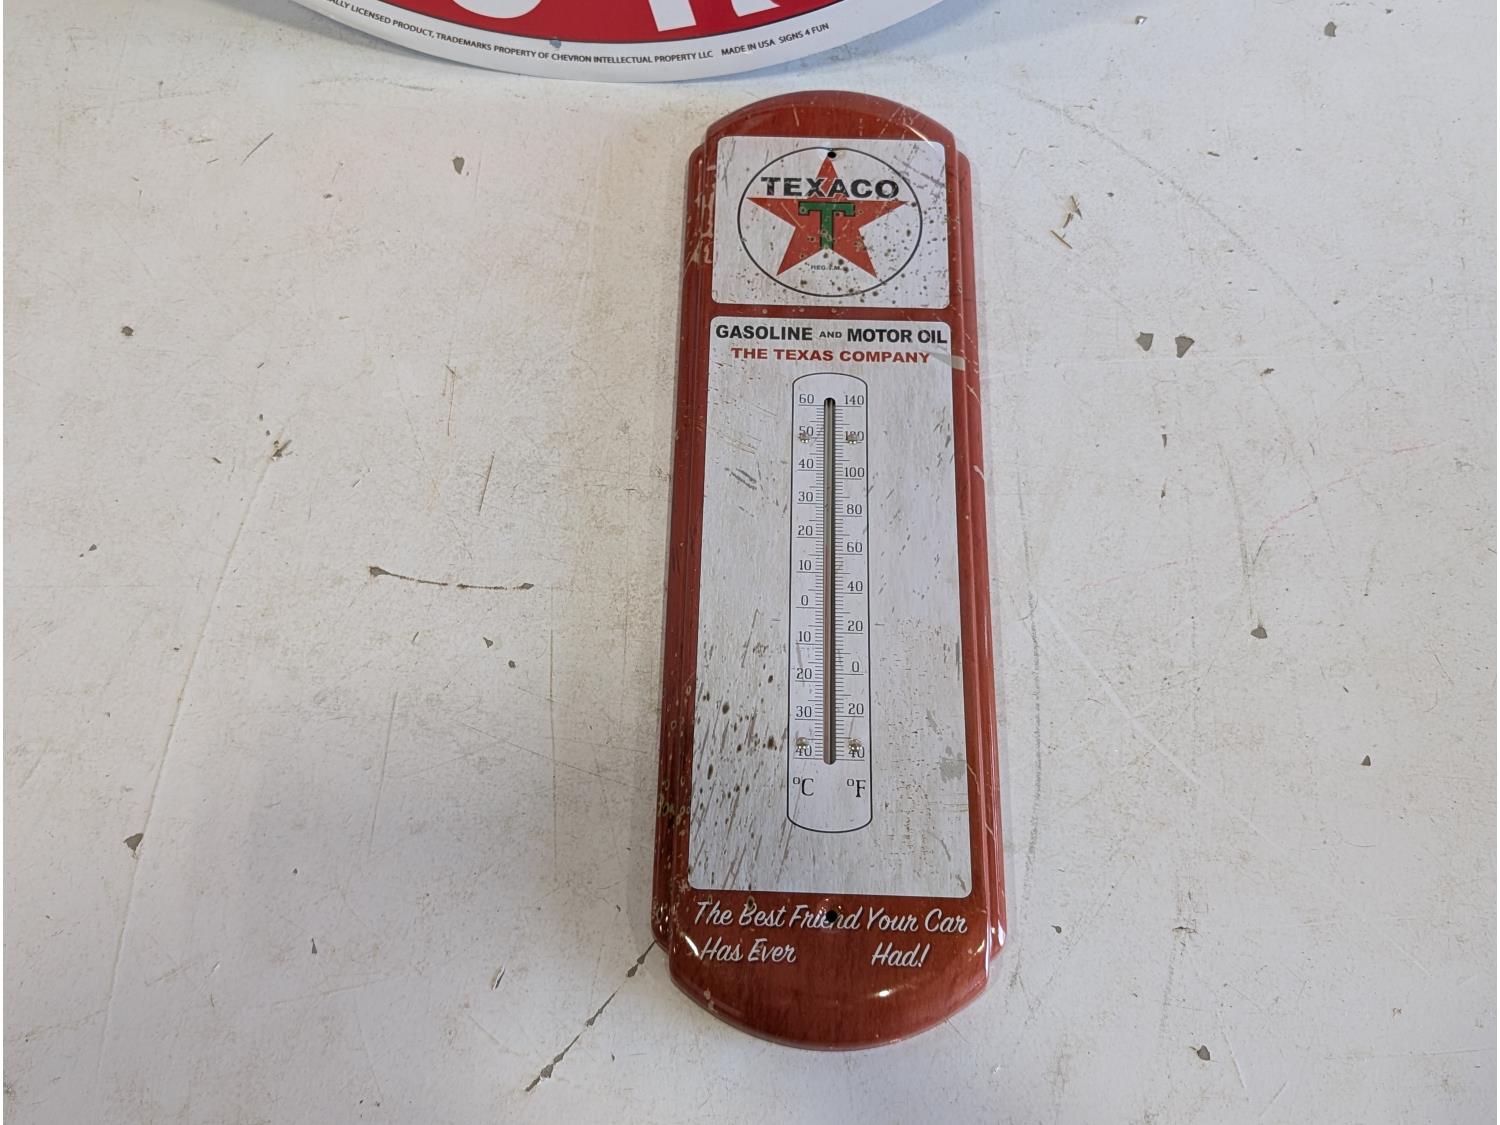 ALLY LICENSED PRODUCT, TRADEMARKS PROPERTY OF CHEVRON INTELLECTUAL PROPERTY LLC MADE IN USA SIGNS 4 FUN
TEXACO
T
REG. T.M.
GASOLINE AND MOTOR OIL
THE TEXAS COMPANY
60 140
50 120
40 100
30 80
20 60
10 40
0 20
10 0
20 20
30 40
40
°C °F
The Best Friend Your Car
Has Ever Had!